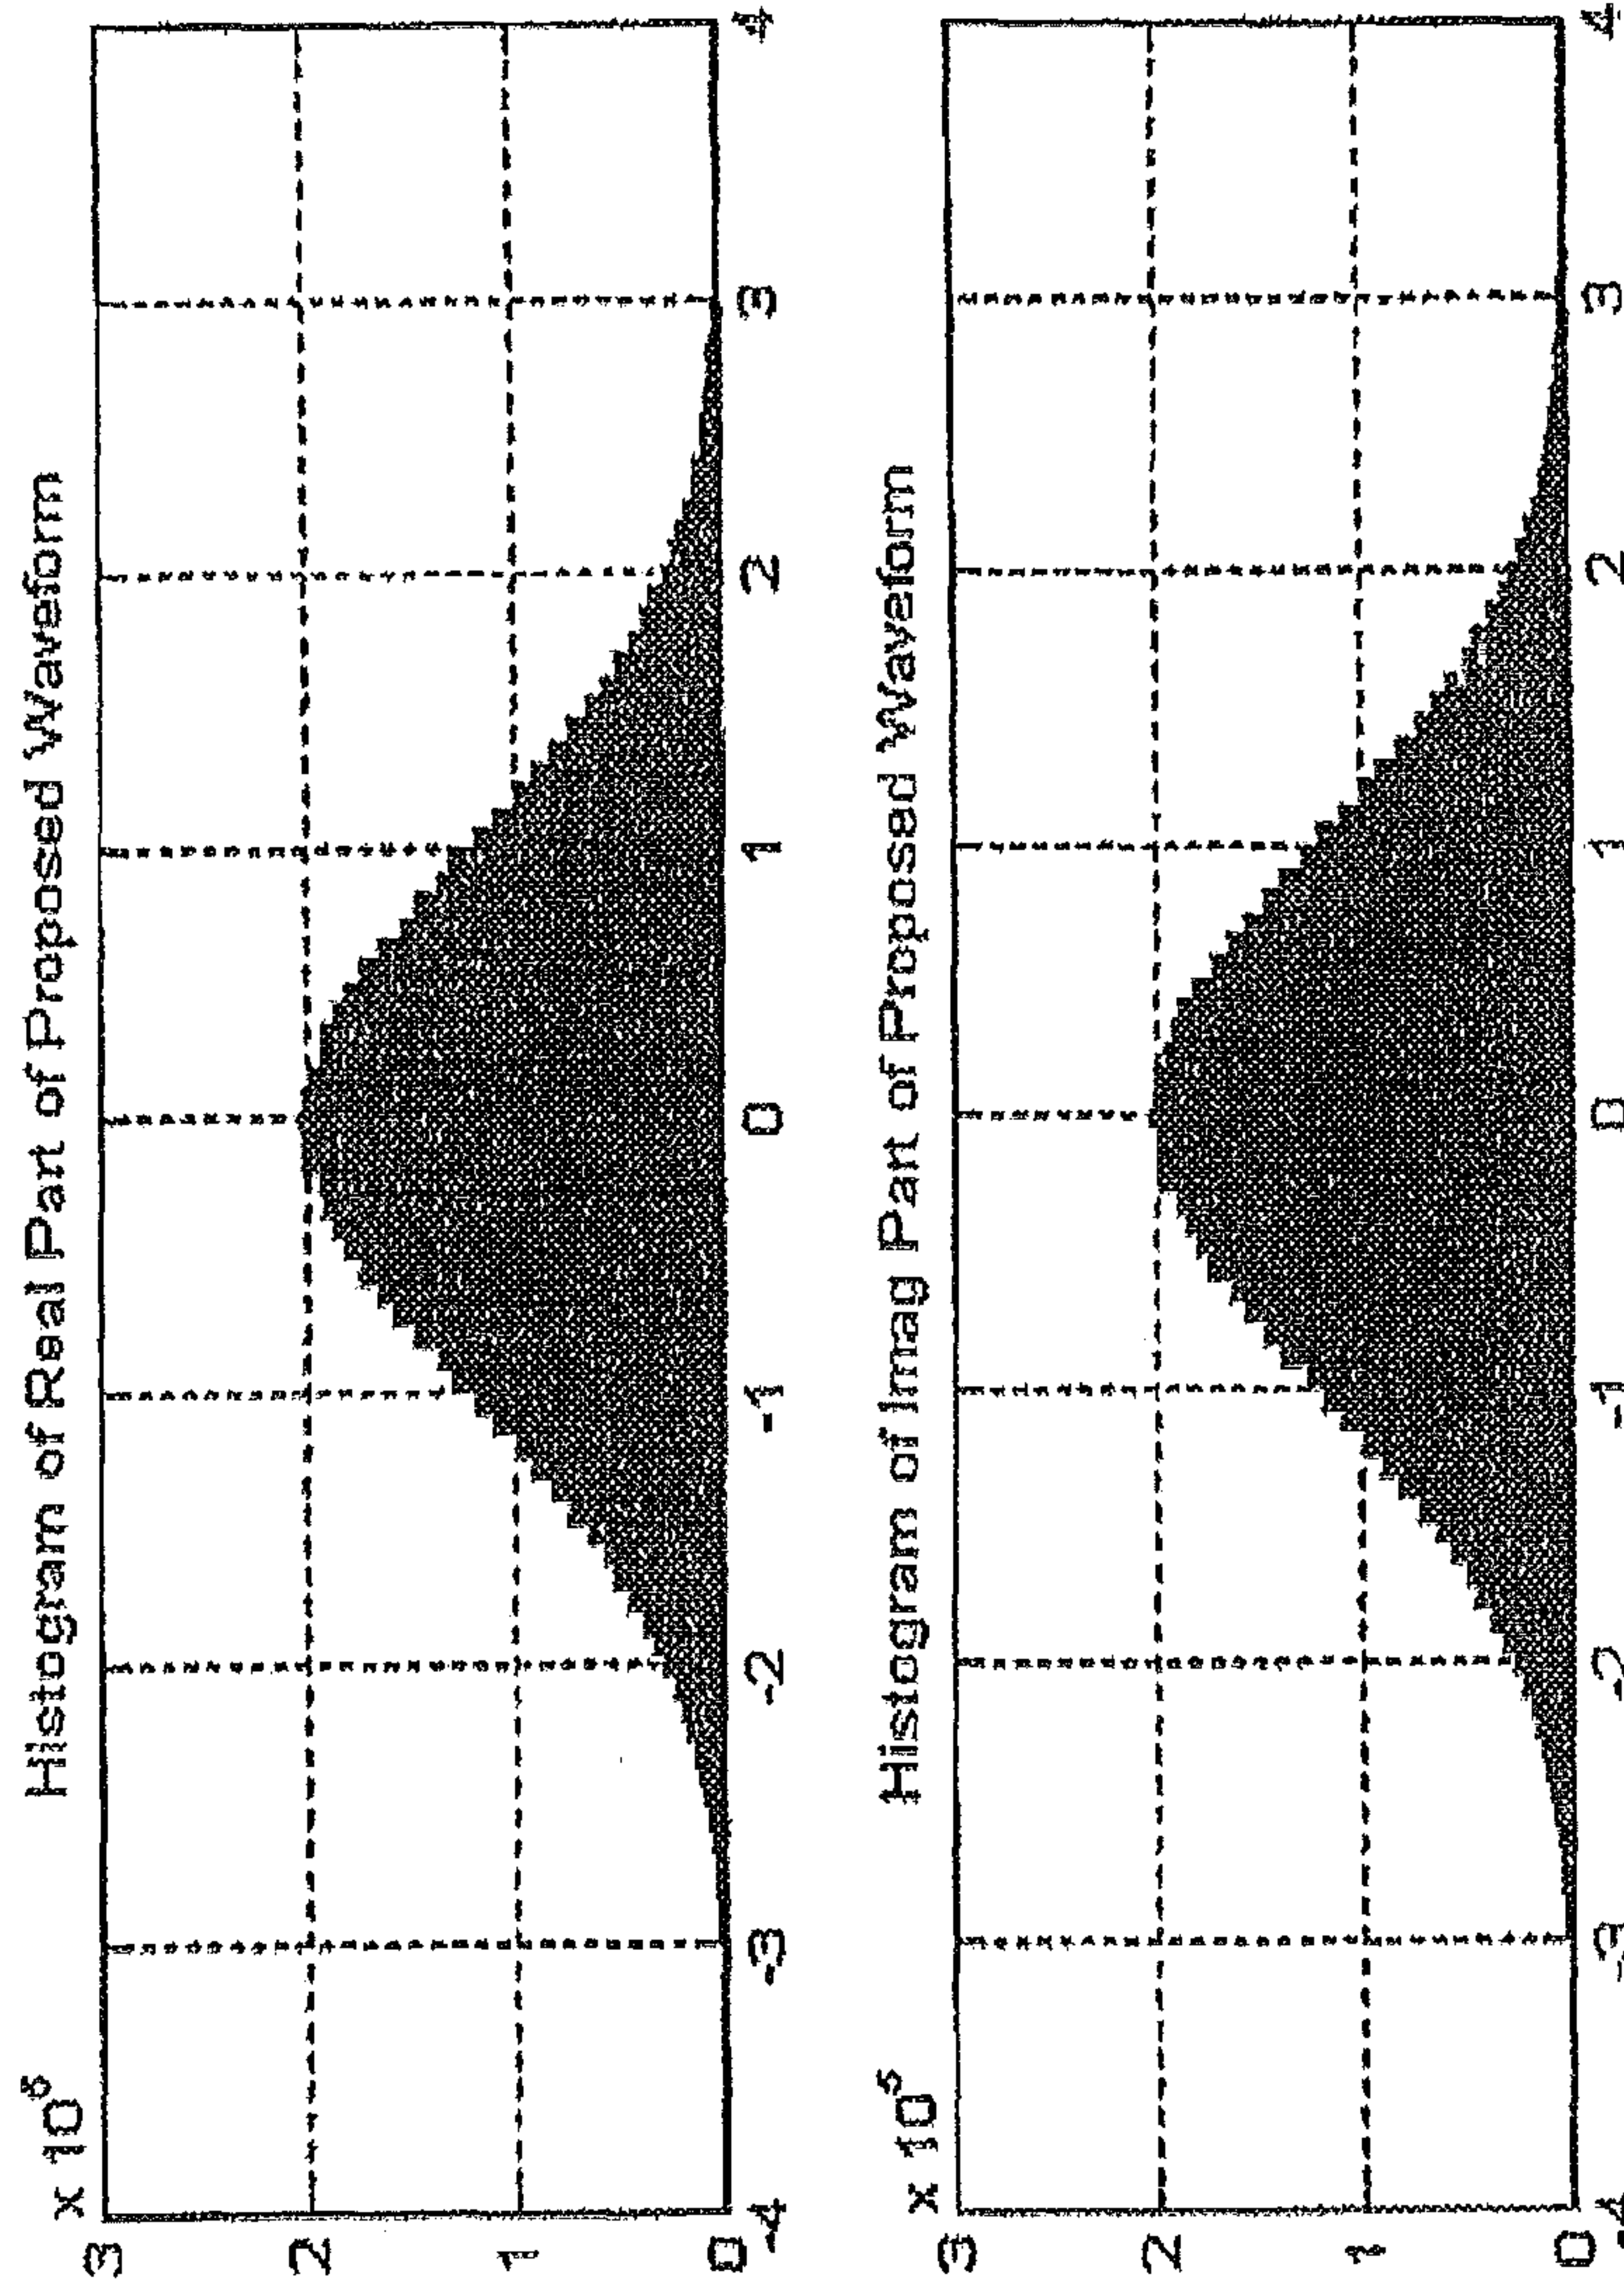 Histogram of Real Part of Proposed Waveform
x 10^5
3
2
1
0
-4 -3 -2 -1 0 1 2 3 4
Histogram of Imag Part of Proposed Waveform
x 10^5
3
2
1
0
-4 -3 -2 -1 0 1 2 3 4